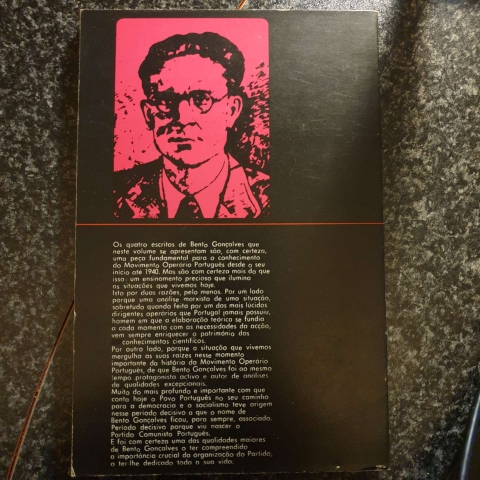 Os quatro escritos de Bento Gonçalves que
neste volume se apresentam são, com certeza,
uma peça fundamental para o conhecimento
do Movimento Operário Português desde o seu
início até 1940. Mas são com certeza mais do que
isso: um ensinamento precioso que ilumina
as situações que vivemos hoje.
Isto por duas razões, pelo menos. Por um lado
porque uma análise marxista de uma situação,
sobretudo quando feita por um dos mais lúcidos
dirigentes operários que Portugal jamais possuiu,
homem em que a elaboração teórica se fundia
a cada momento com as necessidades da acção,
vem sempre enriquecer o património dos
conhecimentos científicos.
Por outro lado, porque a situação que vivemos
mergulha as suas raízes nesse momento
importante da história do Movimento Operário
Português, de que Bento Gonçalves foi ao mesmo
tempo protagonista activo e autor de análises
de qualidades excepcionais.
Muito do mais profundo e importante com que
conta hoje o Povo Português no seu caminho
para a democracia e o socialismo teve origem
nesse período decisivo a que o nome de
Bento Gonçalves ficou, para sempre, associado.
Período decisivo porque viu nascer o
Partido Comunista Português.
E foi com certeza uma das qualidades maiores
de Bento Gonçalves o ter compreendido
a importância crucial da organização do Partido,
o ter-lhe dedicado toda a sua vida.